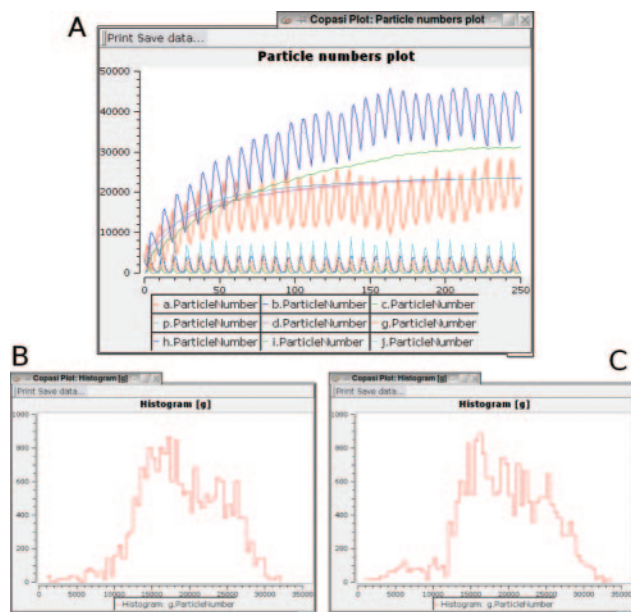 A
Copasi Plot: Particle numbers plot
Print Save data...
Particle numbers plot
50000
40000
30000
20000
10000
0
0 50 100 150 200 250
a.ParticleNumber b.ParticleNumber c.ParticleNumber
p.ParticleNumber d.ParticleNumber g.ParticleNumber
h.ParticleNumber i.ParticleNumber j.ParticleNumber
B
Copasi Plot: Histogram [g]
Print Save data...
Histogram [g]
1000
800
600
400
200
0
0 5000 10000 15000 20000 25000 30000 35000
Histogram: g.ParticleNumber
C
Copasi Plot: Histogram [g]
Print Save data...
Histogram [g]
1000
800
600
400
200
0
0 5000 10000 15000 20000 25000 30000 35000
Histogram: g.ParticleNumber